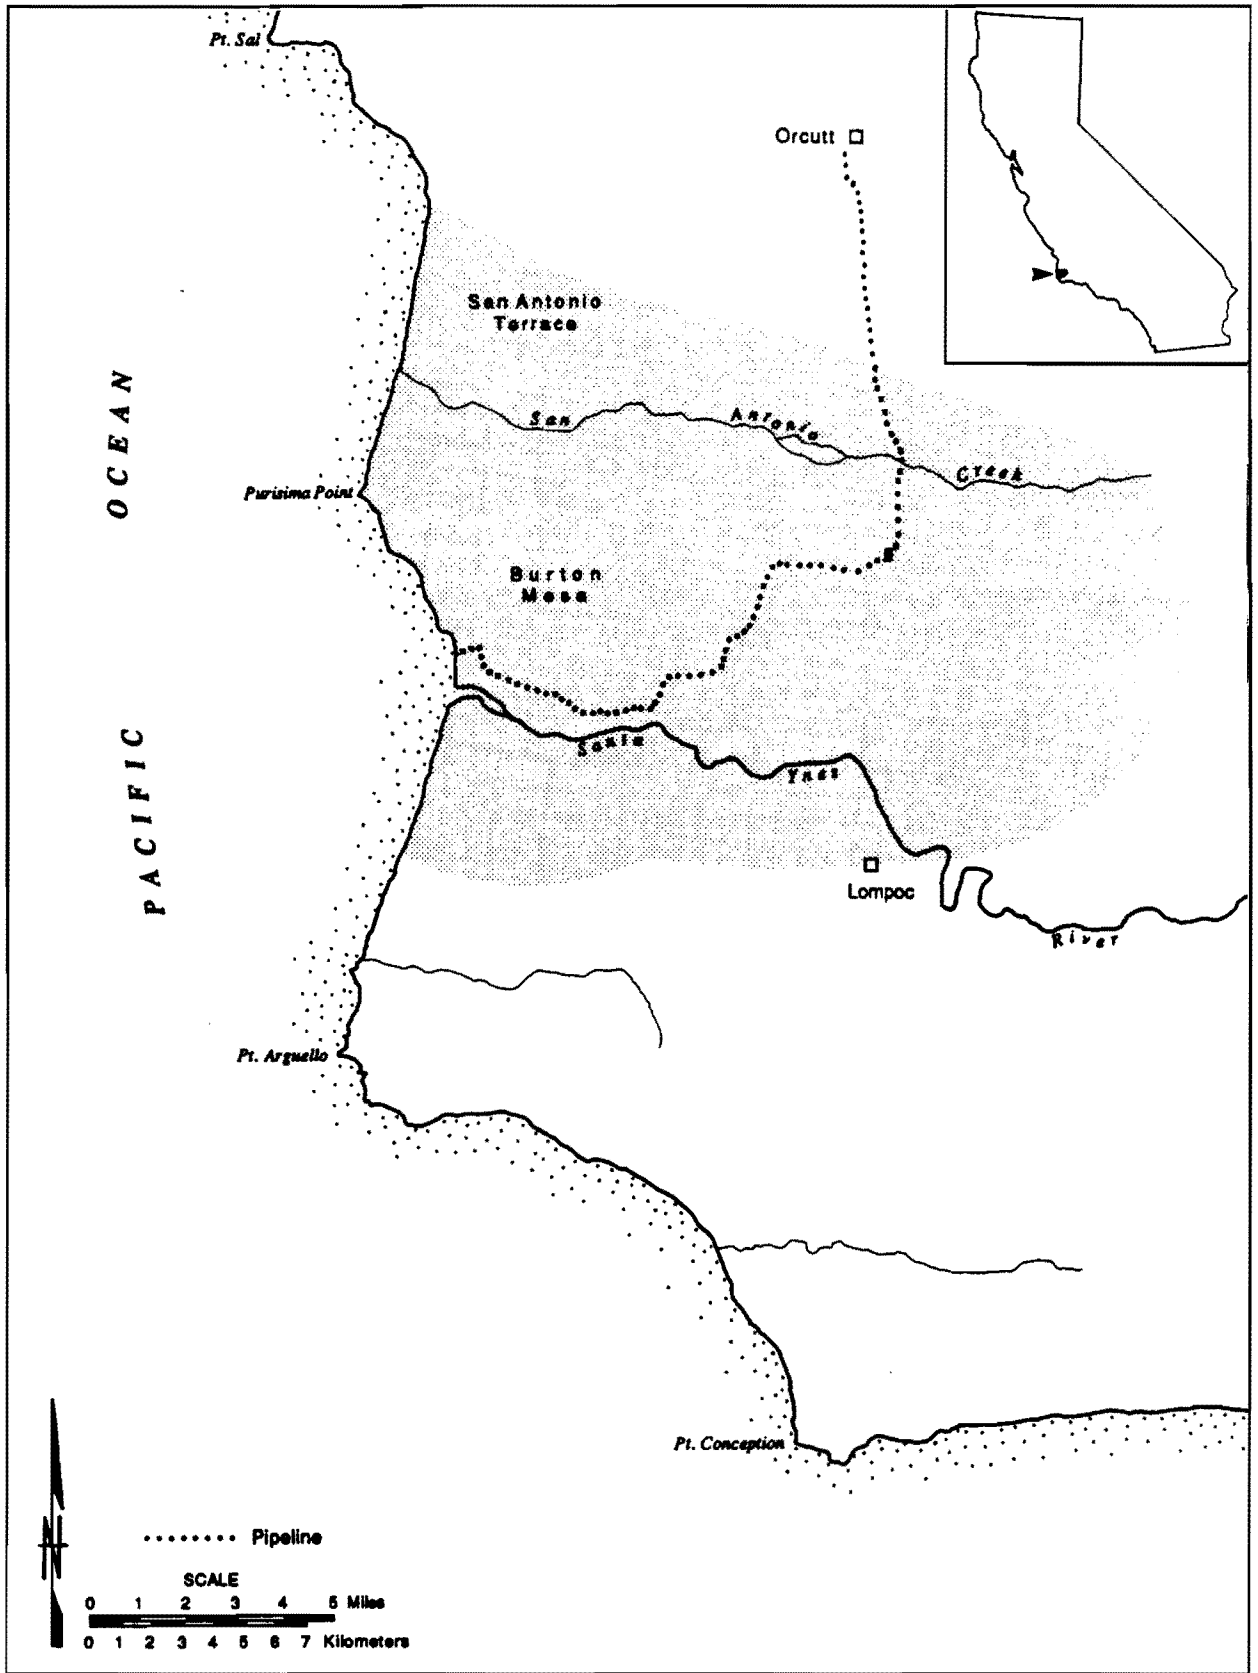 Pt. Sal
Orcutt
San Antonio
Terrace
San Antonio Creek
OCEAN
Purisima Point
Burton
Mesa
PACIFIC
Santa Ynez River
Lompoc
Pt. Arguello
Pt. Conception
N
Pipeline
SCALE
0 1 2 3 4 5 Miles
0 1 2 3 4 5 6 7 Kilometers